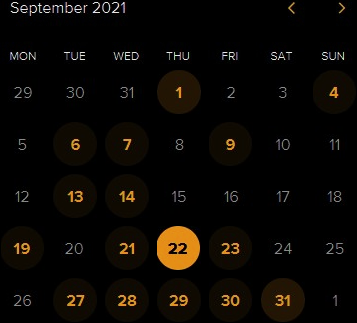 September 2021
MON TUE WED THU FRI SAT SUN
29 30 31 1 2 3 4
5 6 7 8 9 10 11
12 13 14 15 16 17 18
19 20 21 22 23 24 25
26 27 28 29 30 31 1